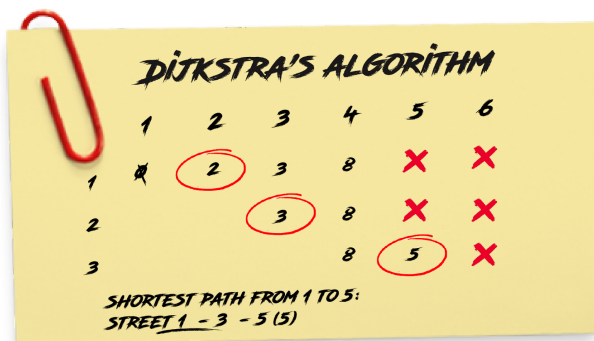 DIJKSTRA'S ALGORITHM
1 2 3 4 5 6
1 0 2 3 8 X X
2 3 8 X X
3 8 5 X
SHORTEST PATH FROM 1 TO 5:
STREET 1 - 3 - 5 (5)